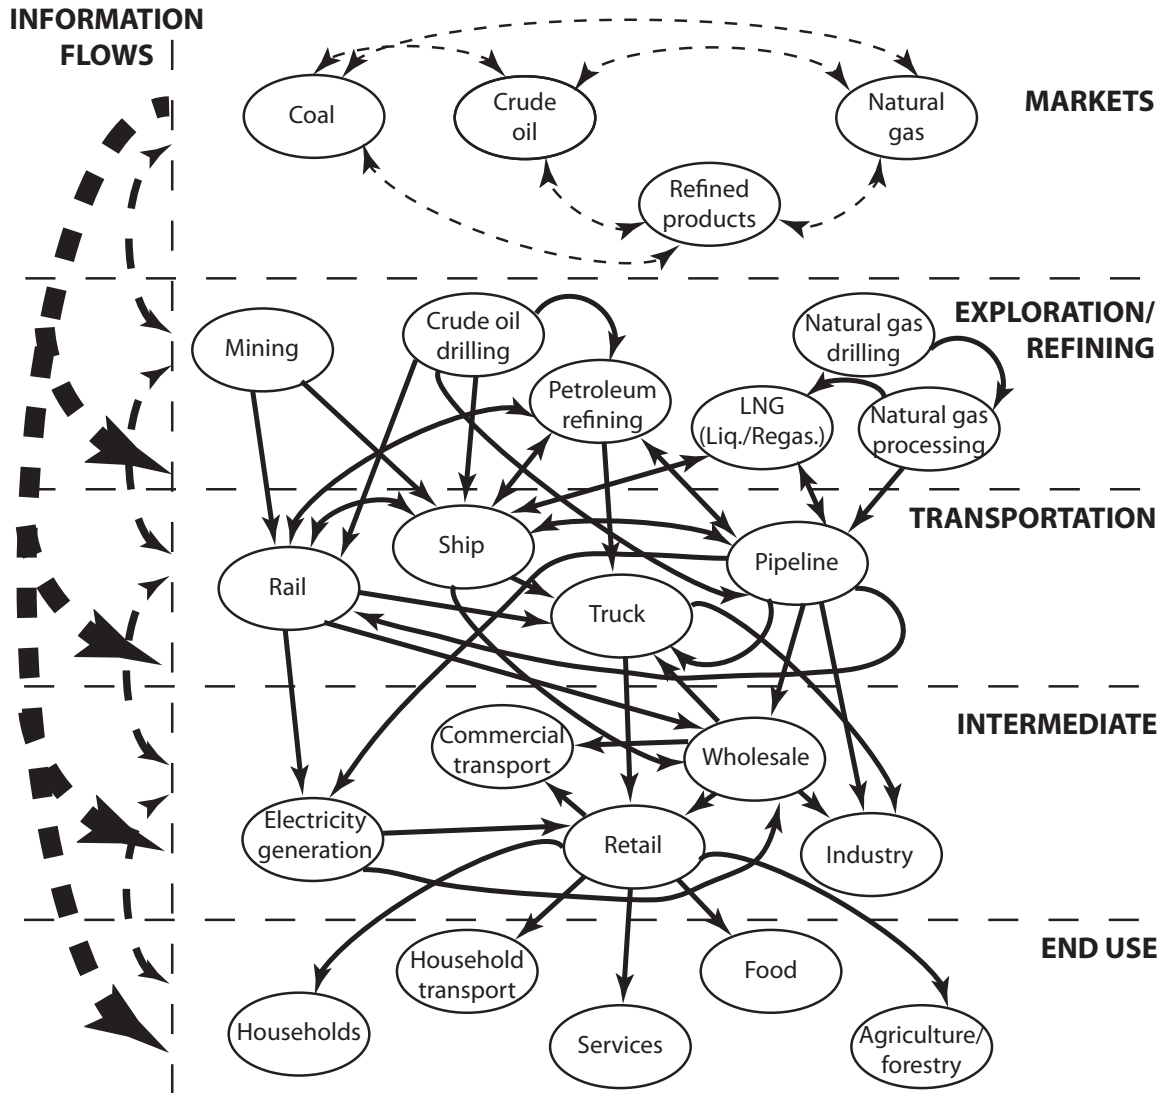 INFORMATION
FLOWS
MARKETS
Coal
Crude
oil
Natural
gas
Refined
products
EXPLORATION/
REFINING
Mining
Crude oil
drilling
Natural gas
drilling
Petroleum
refining
LNG
(Liq./Regas.)
Natural gas
processing
TRANSPORTATION
Rail
Ship
Truck
Pipeline
INTERMEDIATE
Commercial
transport
Wholesale
Electricity
generation
Retail
Industry
END USE
Households
Household
transport
Services
Food
Agriculture/
forestry